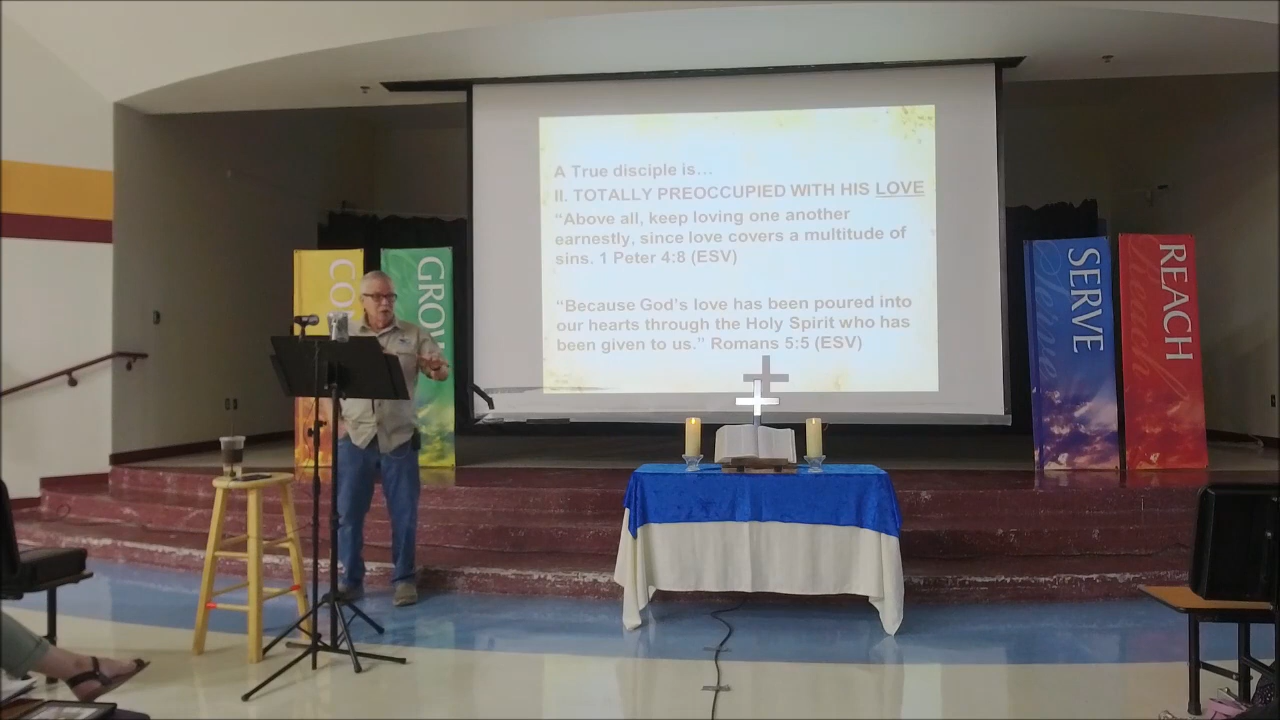 A True disciple is…
II. TOTALLY PREOCCUPIED WITH HIS LOVE
“Above all, keep loving one another
earnestly, since love covers a multitude of
sins. 1 Peter 4:8 (ESV)
“Because God’s love has been poured into
our hearts through the Holy Spirit who has
been given to us.” Romans 5:5 (ESV)
SERVE
Serve
REACH
Reach